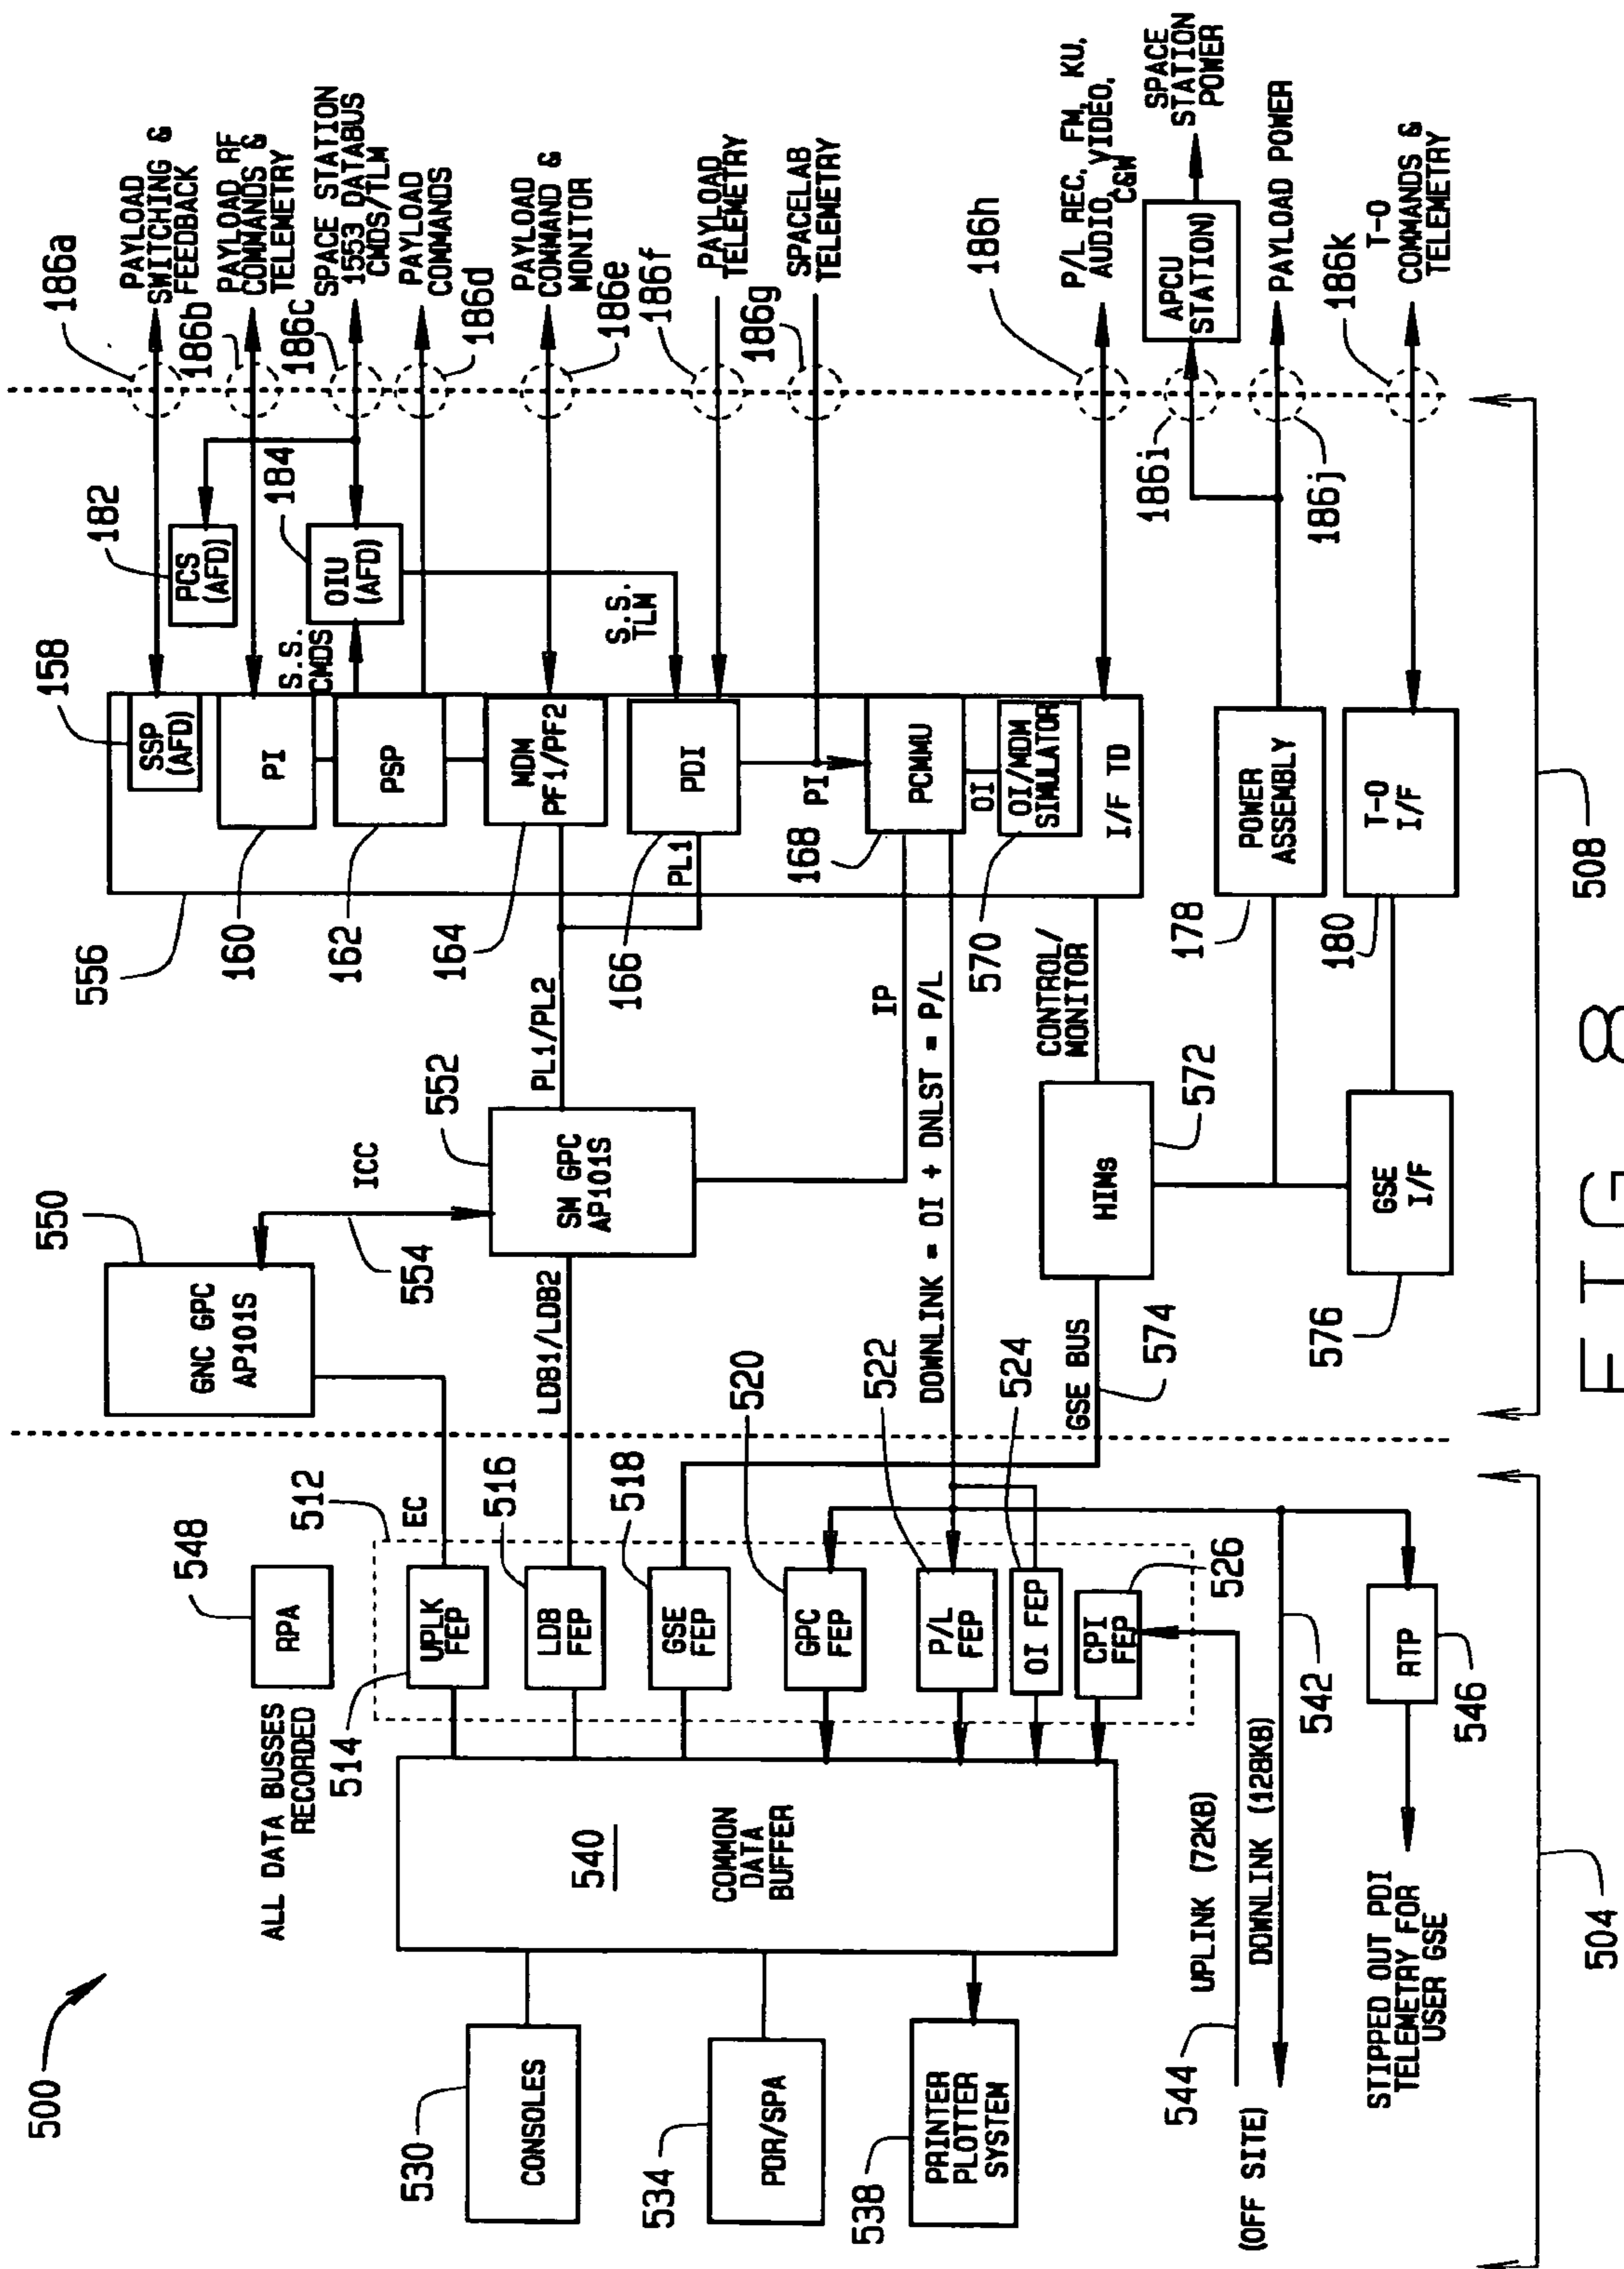 500
530
CONSOLES
534
PDR/SPA
538
PRINTER
PLOTTER
SYSTEM
544
(OFF SITE)
UPLINK (72KB)
DOWNLINK (128KB)
542
STIPPED OUT PDI
TELEMETRY FOR
USER GSE
504
540
COMMON
DATA
BUFFER
ALL DATA BUSSES
RECORDED
548
RPA
512
514
UPLK
FEP
EC
516
LDB
FEP
518
GSE
FEP
520
GPC
FEP
522
P/L
FEP
524
OI FEP
526
CPI
FEP
RTP
546
550
GNC GPC
AP101S
554
ICC
552
SM GPC
AP101S
LDB1/LDB2
PL1/PL2
IP
DOWNLINK = OI + DNLST = P/L
GSE BUS
574
HIMs
572
CONTROL/
MONITOR
GSE
I/F
576
556
158
SSP
(AFD)
160
PI
162
PSP
164
MDM
PF1/PF2
166
PDI
PL1
168
PCMMU
PI
OI
570
OI/MDM
SIMULATOR
I/F TD
178
POWER
ASSEMBLY
180
T-0
I/F
182
PCS
(AFD)
184
OIU
(AFD)
S.S.
CMDS
S.S.
TLM
186a
PAYLOAD
SWITCHING &
FEEDBACK
186b
PAYLOAD RF
COMMANDS &
TELEMETRY
186c
SPACE STATION
1553 DATABUS
CMDS/TLM
PAYLOAD
COMMANDS
186d
PAYLOAD
COMMAND &
MONITOR
186e
186f
PAYLOAD
TELEMETRY
186g
SPACELAB
TELEMETRY
186h
P/L REC, FM, KU,
AUDIO, VIDEO,
C&W
186i
APCU
STATION)
SPACE
STATION
POWER
186j
PAYLOAD POWER
186k
T-0
COMMANDS &
TELEMETRY
508
FIG 8